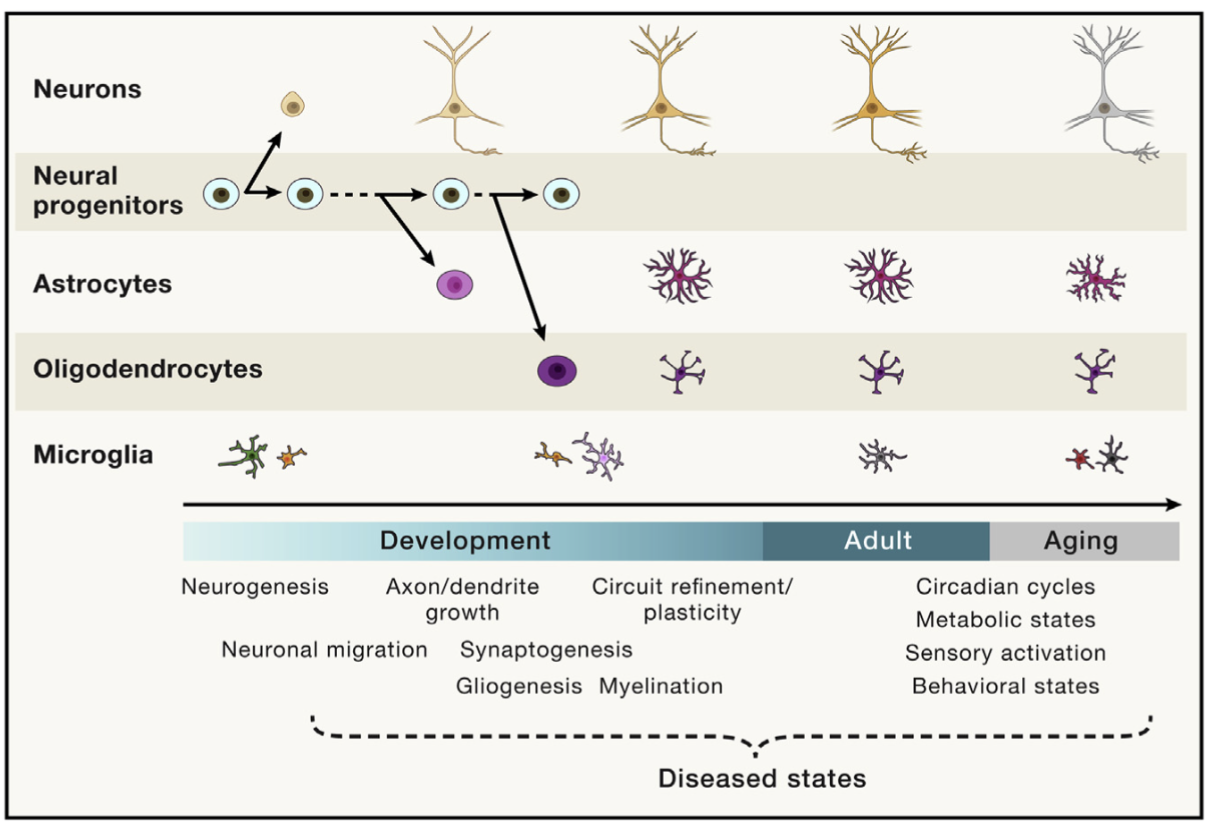 Neurons
Neural
progenitors
Astrocytes
Oligodendrocytes
Microglia
Development
Adult
Aging
Neurogenesis
Axon/dendrite
growth
Circuit refinement/
plasticity
Circadian cycles
Metabolic states
Neuronal migration
Synaptogenesis
Sensory activation
Gliogenesis
Myelination
Behavioral states
Diseased states